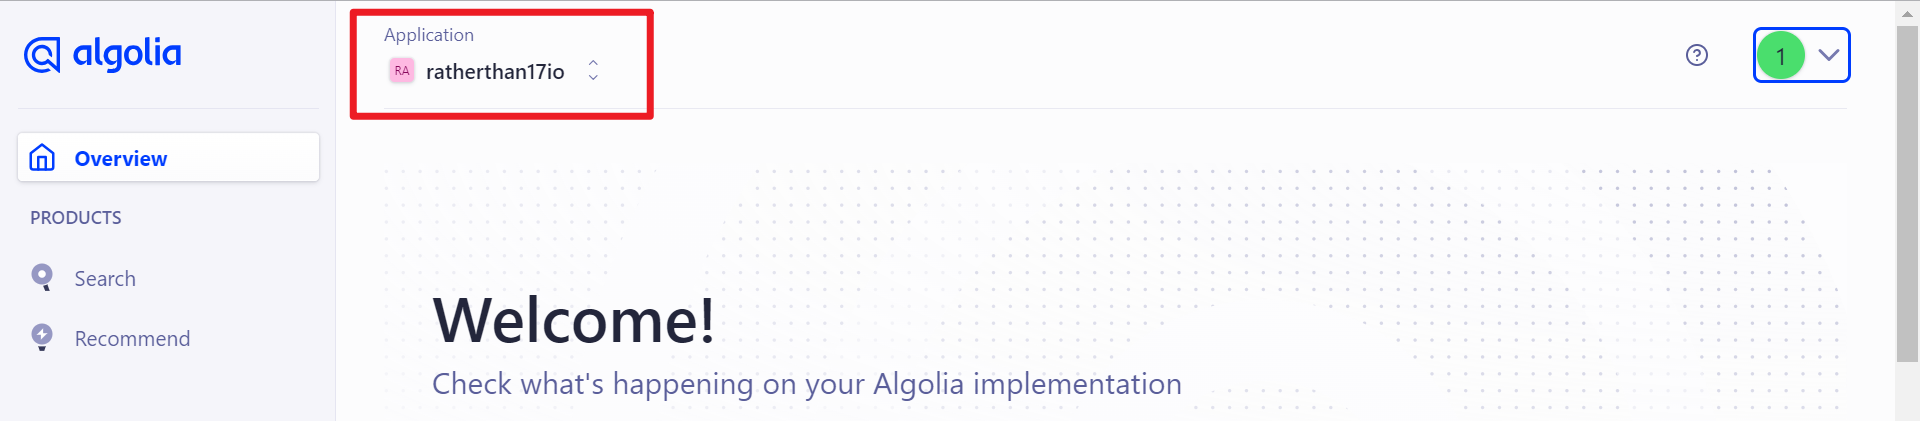 algolia
Application
RA
ratherthan17io
1
Overview
PRODUCTS
Search
Recommend
Welcome!
Check what's happening on your Algolia implementation